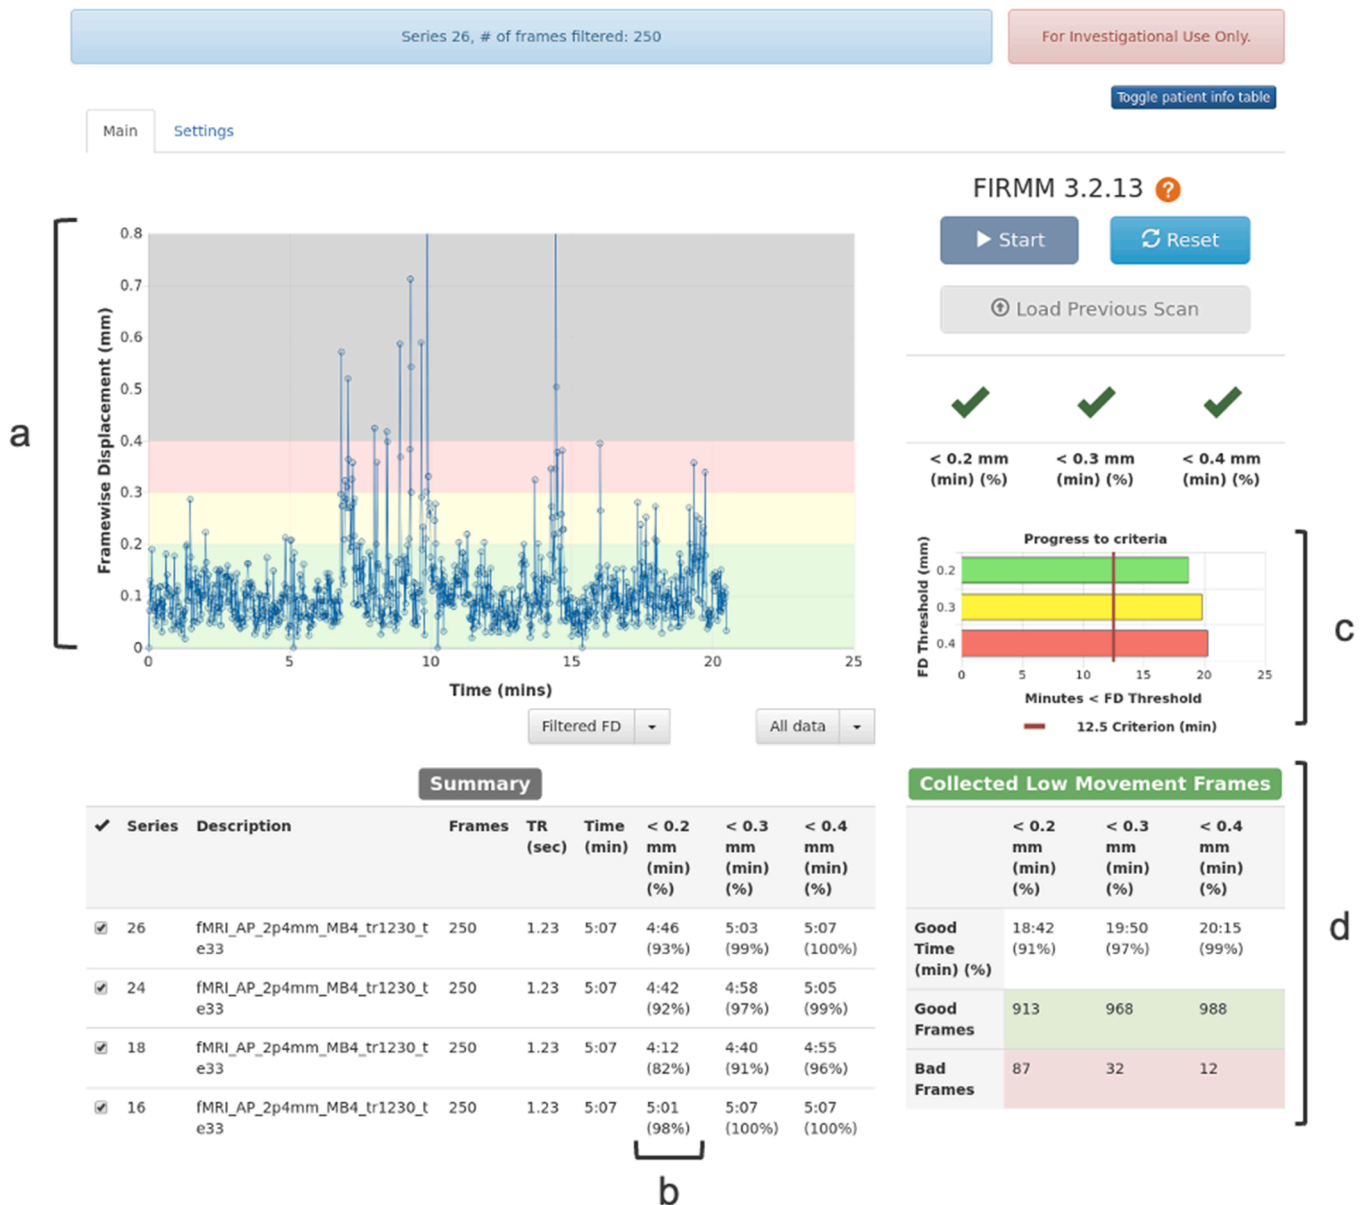 Series 26, # of frames filtered: 250
For Investigational Use Only.
Toggle patient info table
Main
Settings
FIRMM 3.2.13 ?
Start
Reset
Load Previous Scan
a
Framewise Displacement (mm)
0.8
0.7
0.6
0.5
0.4
0.3
0.2
0.1
0
0 5 10 15 20 25
Time (mins)
Filtered FD
All data
< 0.2 mm < 0.3 mm < 0.4 mm
(min) (%) (min) (%) (min) (%)
Progress to criteria
FD Threshold (mm)
0.2
0.3
0.4
0 5 10 15 20 25
Minutes < FD Threshold
12.5 Criterion (min)
c
Summary
Series Description Frames TR Time < 0.2 < 0.3 < 0.4
(sec) (min) mm mm mm
(min) (min) (min)
(%) (%) (%)
26 fMRI_AP_2p4mm_MB4_tr1230_t 250 1.23 5:07 4:46 5:03 5:07
e33 (93%) (99%) (100%)
24 fMRI_AP_2p4mm_MB4_tr1230_t 250 1.23 5:07 4:42 4:58 5:05
e33 (92%) (97%) (99%)
18 fMRI_AP_2p4mm_MB4_tr1230_t 250 1.23 5:07 4:12 4:40 4:55
e33 (82%) (91%) (96%)
16 fMRI_AP_2p4mm_MB4_tr1230_t 250 1.23 5:07 5:01 5:07 5:07
e33 (98%) (100%) (100%)
b
Collected Low Movement Frames
< 0.2 < 0.3 < 0.4
mm mm mm
(min) (min) (min)
(%) (%) (%)
Good 18:42 19:50 20:15
Time (91%) (97%) (99%)
(min) (%)
Good 913 968 988
Frames
Bad 87 32 12
Frames
d